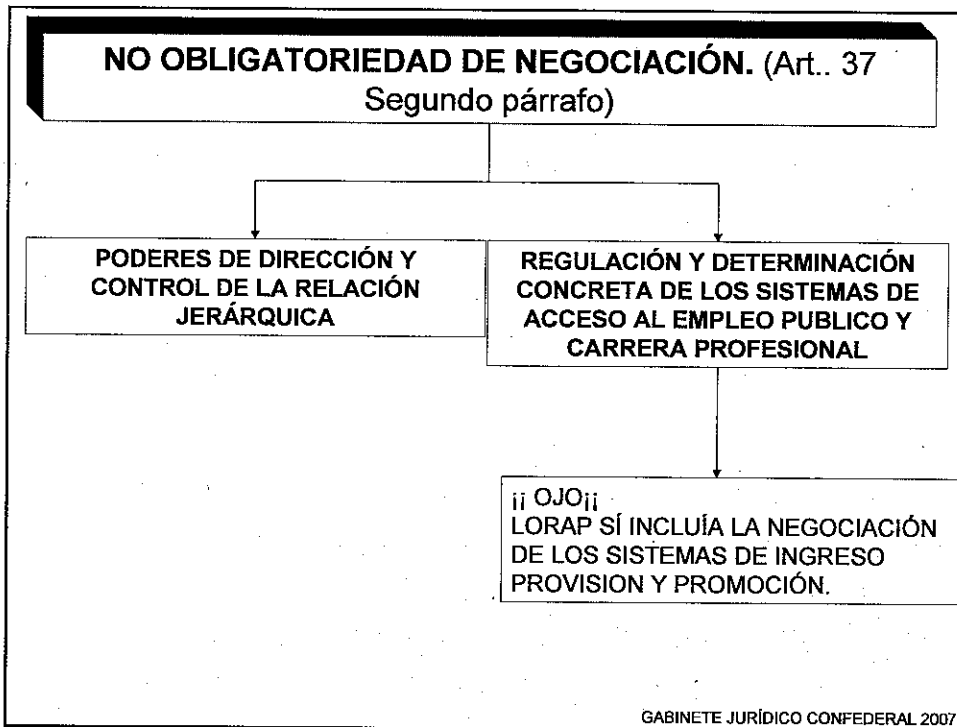 NO OBLIGATORIEDAD DE NEGOCIACIÓN. (Art.. 37
Segundo párrafo)
PODERES DE DIRECCIÓN Y
CONTROL DE LA RELACIÓN
JERÁRQUICA
REGULACIÓN Y DETERMINACIÓN
CONCRETA DE LOS SISTEMAS DE
ACCESO AL EMPLEO PUBLICO Y
CARRERA PROFESIONAL
¡¡ OJO¡¡
LORAP SÍ INCLUÍA LA NEGOCIACIÓN
DE LOS SISTEMAS DE INGRESO
PROVISION Y PROMOCIÓN.
GABINETE JURÍDICO CONFEDERAL 2007